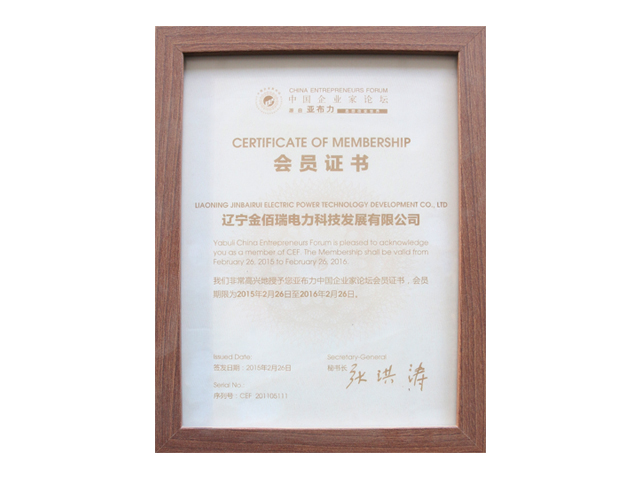 CHINA ENTREPRENEURS FORUM
中国企业家论坛
亚布力
CERTIFICATE OF MEMBERSHIP
会员证书
LIAONING JINBAIRUI ELECTRIC POWER TECHNOLOGY DEVELOPMENT CO., LTD
辽宁金佰瑞电力科技发展有限公司
Yabuli China Entrepreneurs Forum is pleased to acknowledge
you as a member of CEF. The Membership shall be valid from
February 26, 2015 to February 26, 2016.
我们非常高兴地授予您亚布力中国企业家论坛会员证书，会员
期限为2015年2月26日至2016年2月26日。
Issued Date:
签发日期：2015年2月26日
Secretary-General
秘书长 张洪涛
Serial No.:
序列号：CEF